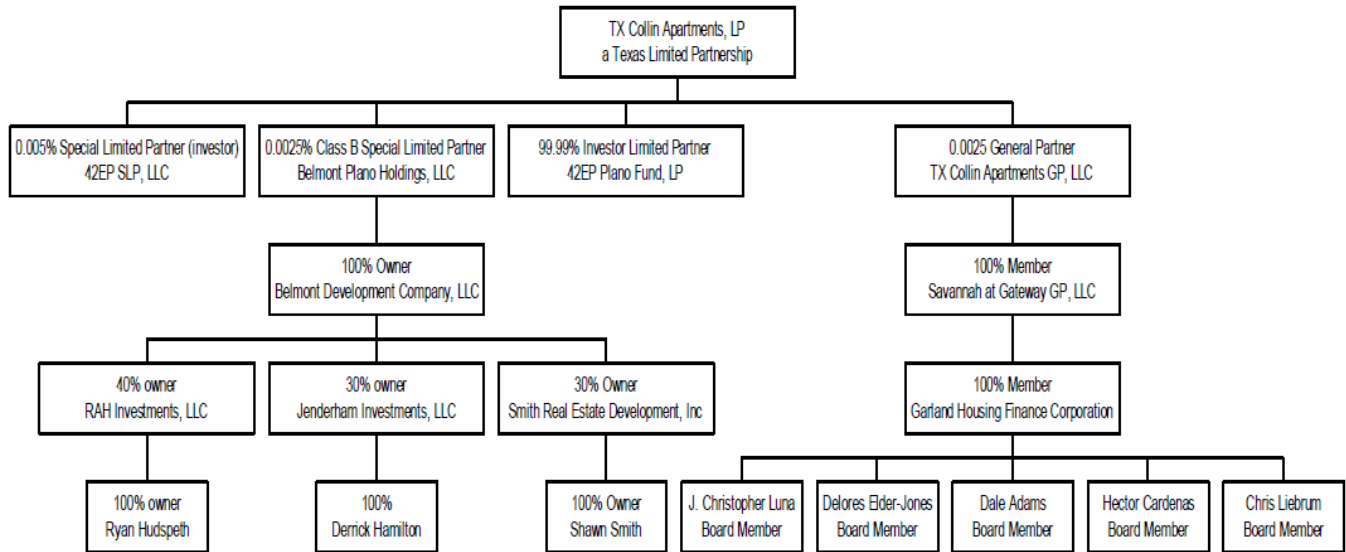 TX Collin Apartments, LP
a Texas Limited Partnership
0.005% Special Limited Partner (investor)
42EP SLP, LLC
0.0025% Class B Special Limited Partner
Belmont Plano Holdings, LLC
99.99% Investor Limited Partner
42EP Plano Fund, LP
0.0025 General Partner
TX Collin Apartments GP, LLC
100% Owner
Belmont Development Company, LLC
100% Member
Savannah at Gateway GP, LLC
40% owner
RAH Investments, LLC
30% owner
Jenderham Investments, LLC
30% Owner
Smith Real Estate Development, Inc
100% Member
Garland Housing Finance Corporation
100% owner
Ryan Hudspeth
100%
Derrick Hamilton
100% Owner
Shawn Smith
J. Christopher Luna
Board Member
Delores Elder-Jones
Board Member
Dale Adams
Board Member
Hector Cardenas
Board Member
Chris Liebrum
Board Member